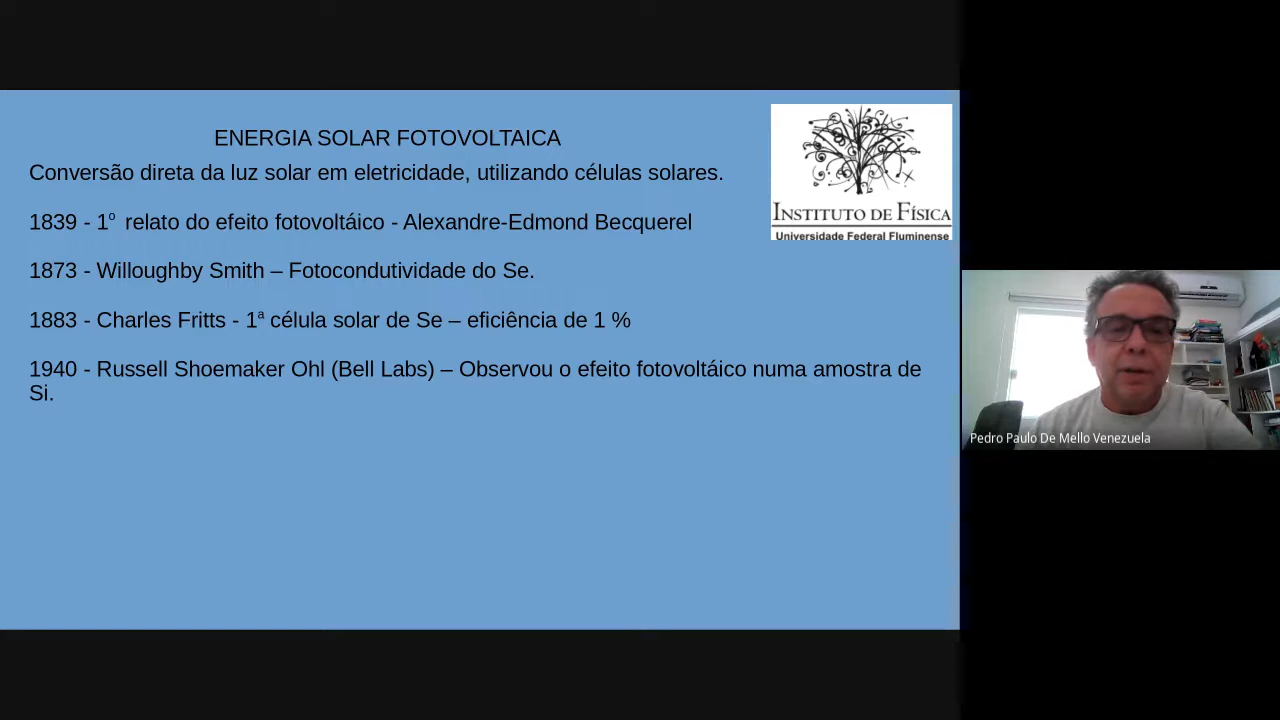 ENERGIA SOLAR FOTOVOLTAICA
Conversão direta da luz solar em eletricidade, utilizando células solares.
1839 - 1º relato do efeito fotovoltáico - Alexandre-Edmond Becquerel
1873 - Willoughby Smith – Fotocondutividade do Se.
1883 - Charles Fritts - 1ª célula solar de Se – eficiência de 1 %
1940 - Russell Shoemaker Ohl (Bell Labs) – Observou o efeito fotovoltáico numa amostra de
Si.
INSTITUTO DE FÍSICA
Universidade Federal Fluminense
Pedro Paulo De Mello Venezuela